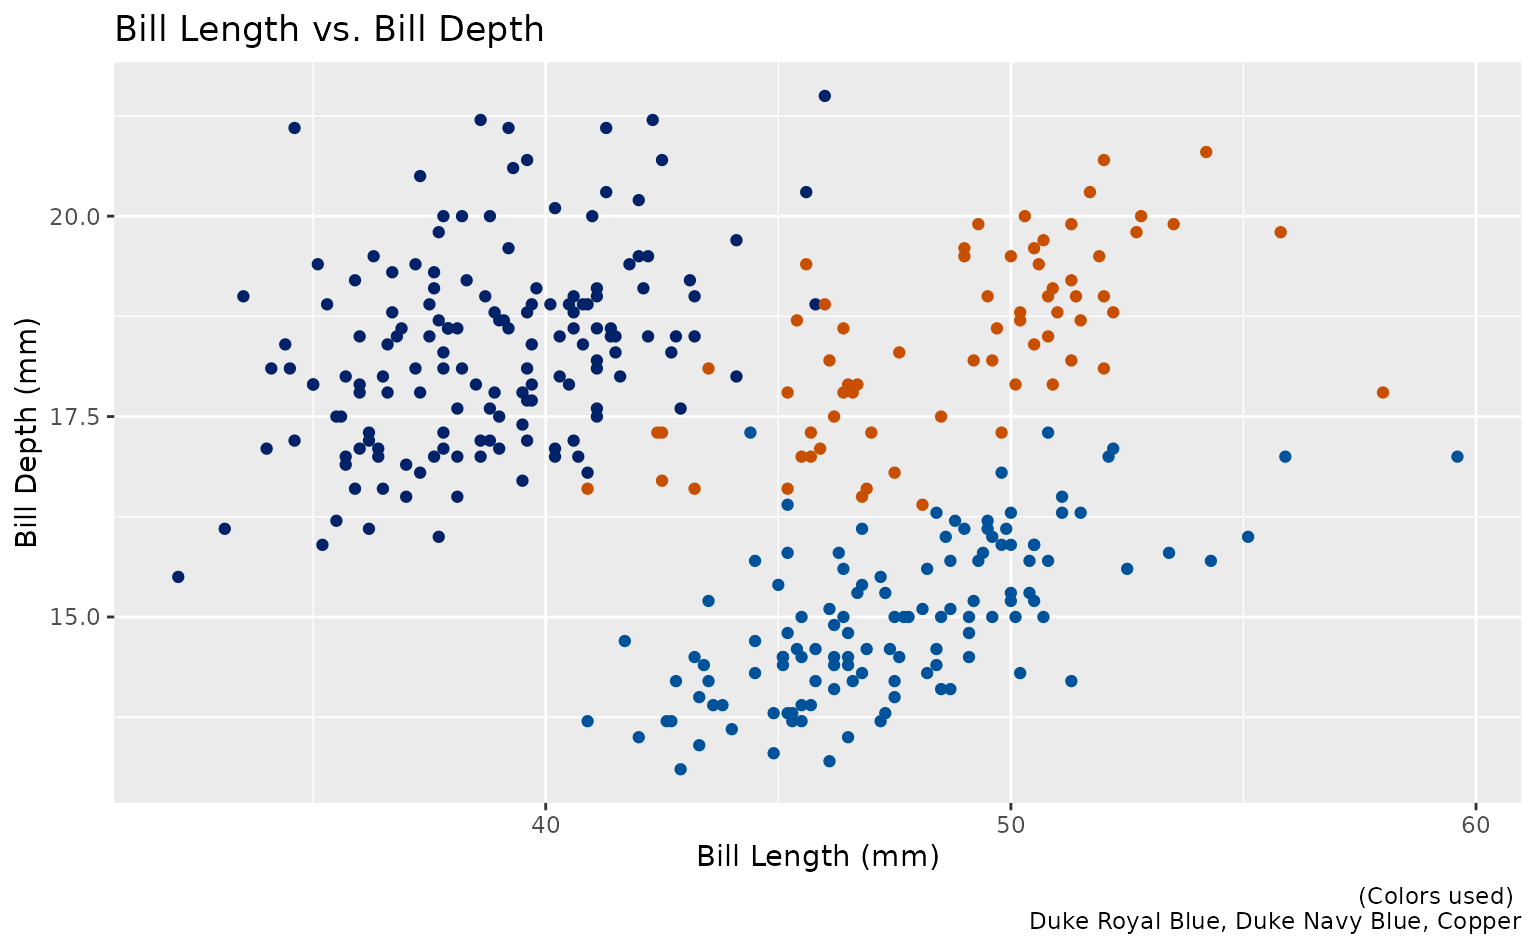 Bill Length vs. Bill Depth
Bill Depth (mm)
20.0
17.5
15.0
40 50 60
Bill Length (mm)
(Colors used)
Duke Royal Blue, Duke Navy Blue, Copper